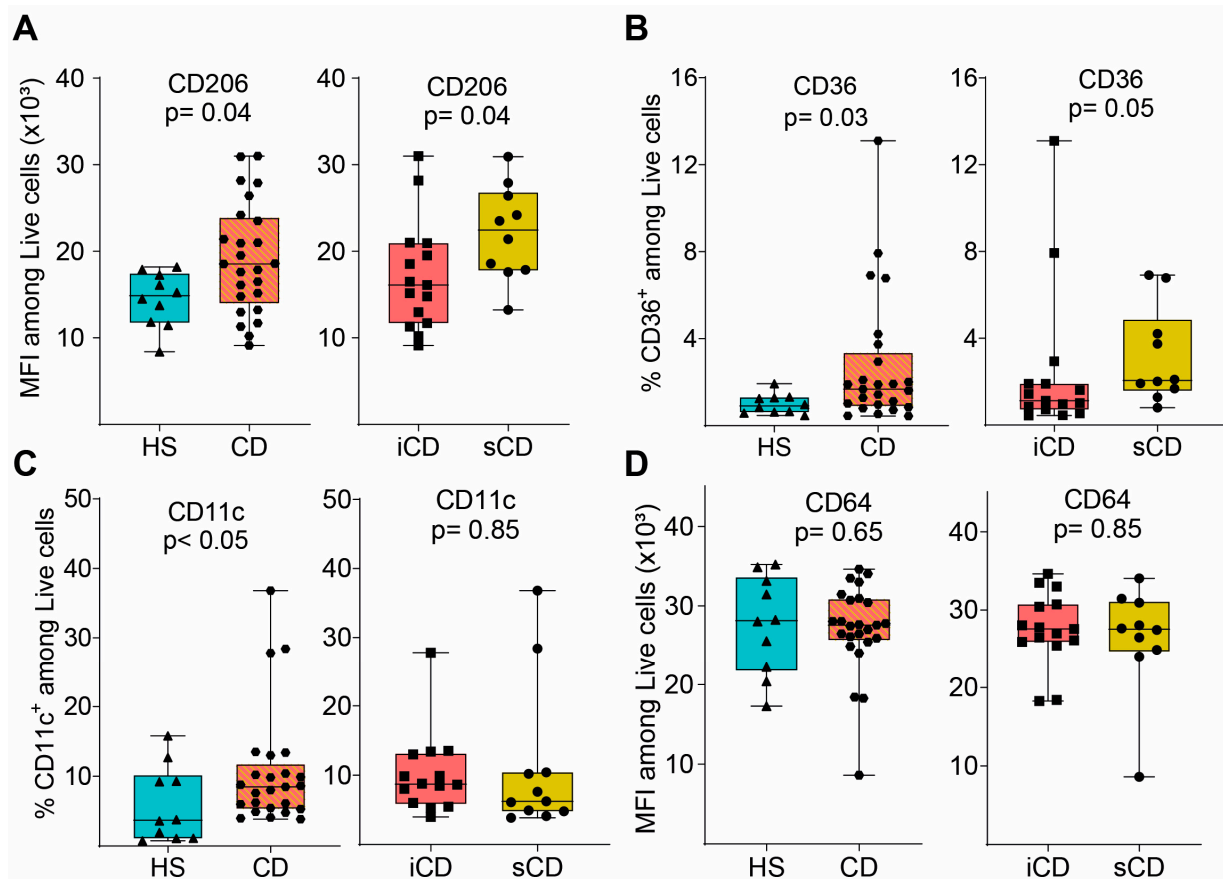 A
MFI among Live cells (x10³)
40
30
20
10
CD206
p= 0.04
HS
CD
40
30
20
10
CD206
p= 0.04
iCD
sCD
B
% CD36⁺ among Live cells
16
12
8
4
CD36
p= 0.03
HS
CD
16
12
8
4
CD36
p= 0.05
iCD
sCD
C
% CD11c⁺ among Live cells
50
40
30
20
10
CD11c
p< 0.05
HS
CD
50
40
30
20
10
CD11c
p= 0.85
iCD
sCD
D
MFI among Live cells (x10³)
40
30
20
10
CD64
p= 0.65
HS
CD
40
30
20
10
CD64
p= 0.85
iCD
sCD